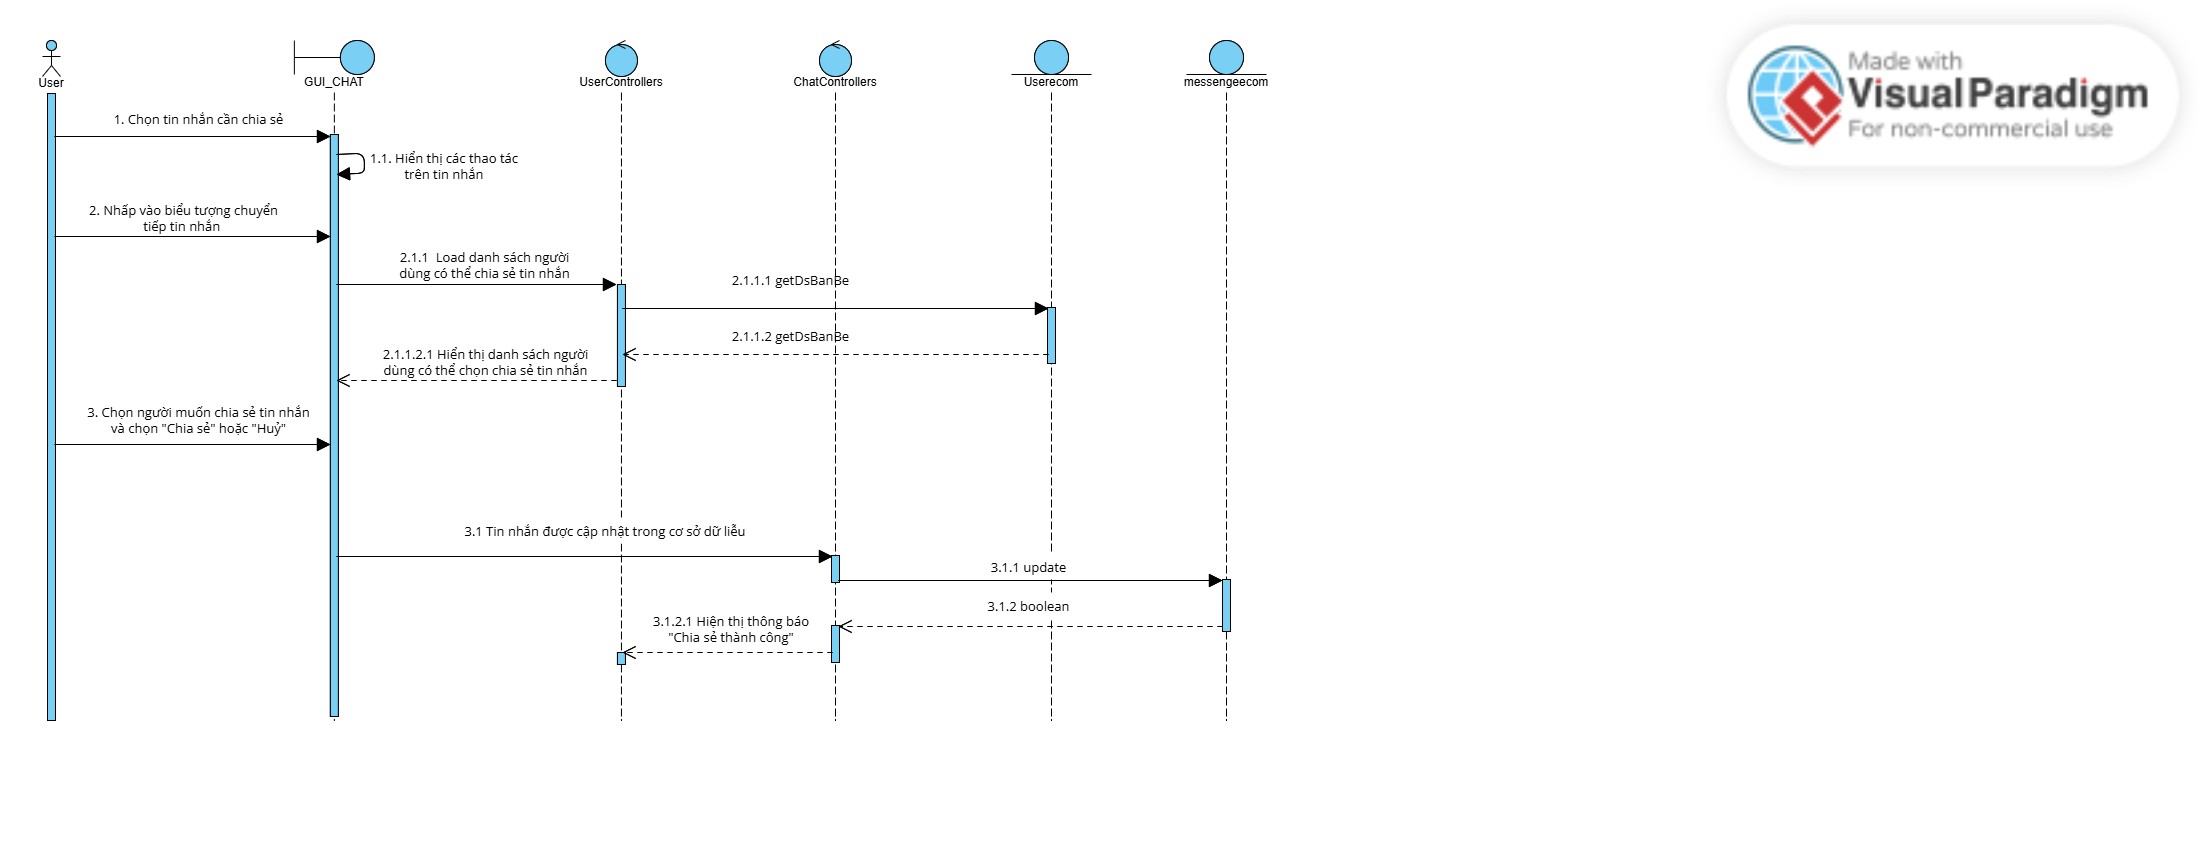 Made with
Visual Paradigm
For non-commercial use
User
GUI_CHAT
UserControllers
ChatControllers
Userecom
messengeecom
1. Chọn tin nhắn cần chia sẻ
1.1. Hiển thị các thao tác
trên tin nhắn
2. Nhấp vào biểu tượng chuyển
tiếp tin nhắn
2.1.1 Load danh sách người
dùng có thể chia sẻ tin nhắn
2.1.1.1 getDsBanBe
2.1.1.2 getDsBanBe
2.1.1.2.1 Hiển thị danh sách người
dùng có thể chọn chia sẻ tin nhắn
3. Chọn người muốn chia sẻ tin nhắn
và chọn "Chia sẻ" hoặc "Huỷ"
3.1 Tin nhắn được cập nhật trong cơ sở dữ liễu
3.1.1 update
3.1.2 boolean
3.1.2.1 Hiện thị thông báo
"Chia sẻ thành công"